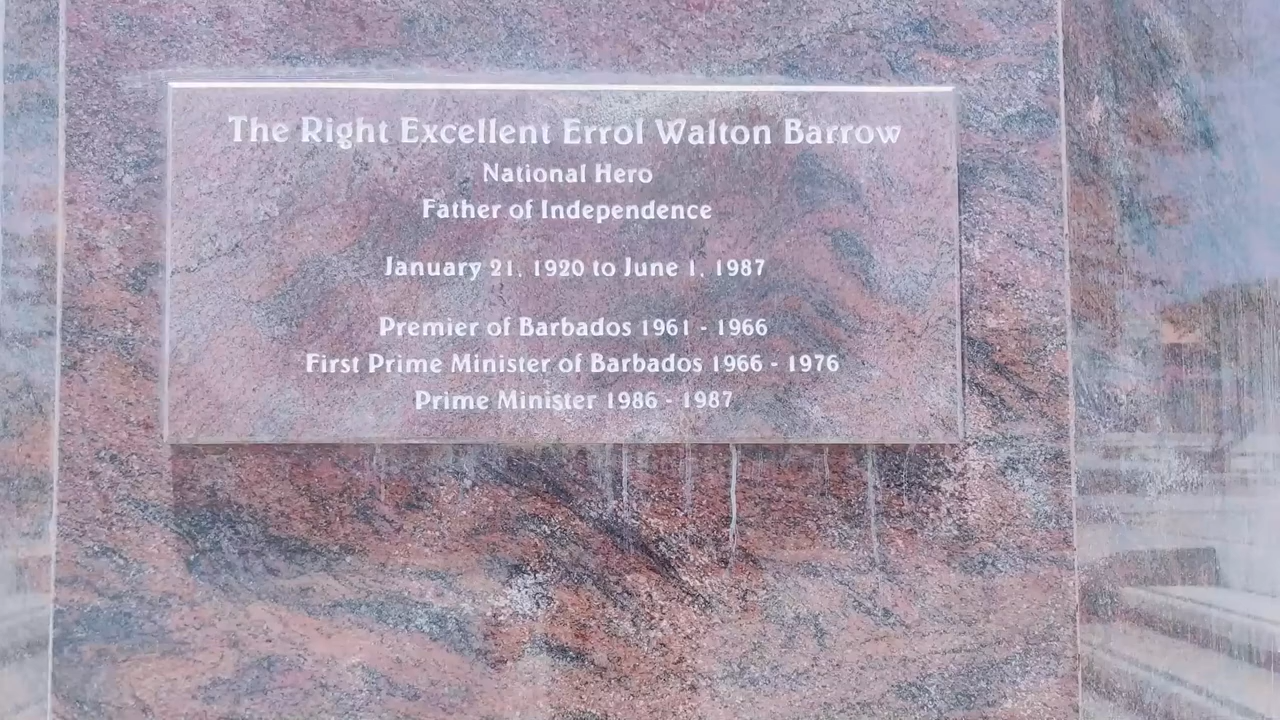 The Right Excellent Errol Walton Barrow
National Hero
Father of Independence
January 21, 1920 to June 1, 1987
Premier of Barbados 1961 - 1966
First Prime Minister of Barbados 1966 - 1976
Prime Minister 1986 - 1987